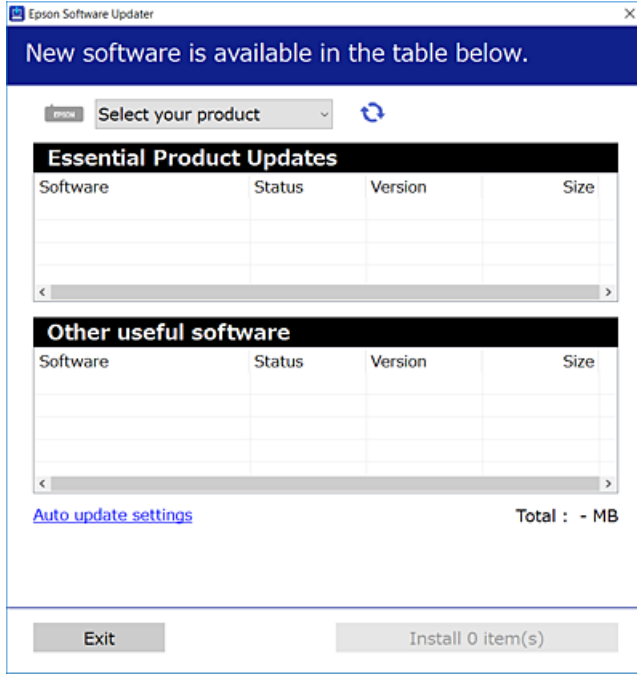 Epson Software Updater
New software is available in the table below.
EPSON
Select your product
Essential Product Updates
Software Status Version Size
Other useful software
Software Status Version Size
Auto update settings
Total : - MB
Exit
Install 0 item(s)